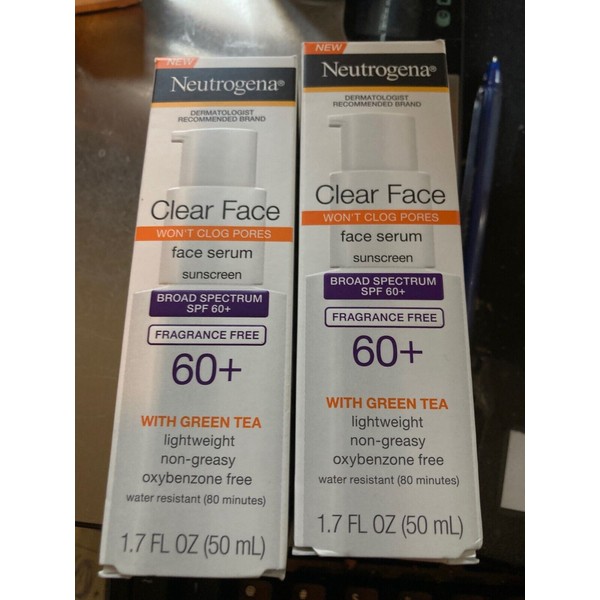 NEW
Neutrogena®
DERMATOLOGIST
RECOMMENDED BRAND
Clear Face
WON'T CLOG PORES
face serum
sunscreen
BROAD SPECTRUM
SPF 60+
FRAGRANCE FREE
60+
WITH GREEN TEA
lightweight
non-greasy
oxybenzone free
water resistant (80 minutes)
1.7 FL OZ (50 mL)
NEW
Neutrogena®
DERMATOLOGIST
RECOMMENDED BRAND
Clear Face
WON'T CLOG PORES
face serum
sunscreen
BROAD SPECTRUM
SPF 60+
FRAGRANCE FREE
60+
WITH GREEN TEA
lightweight
non-greasy
oxybenzone free
water resistant (80 minutes)
1.7 FL OZ (50 mL)